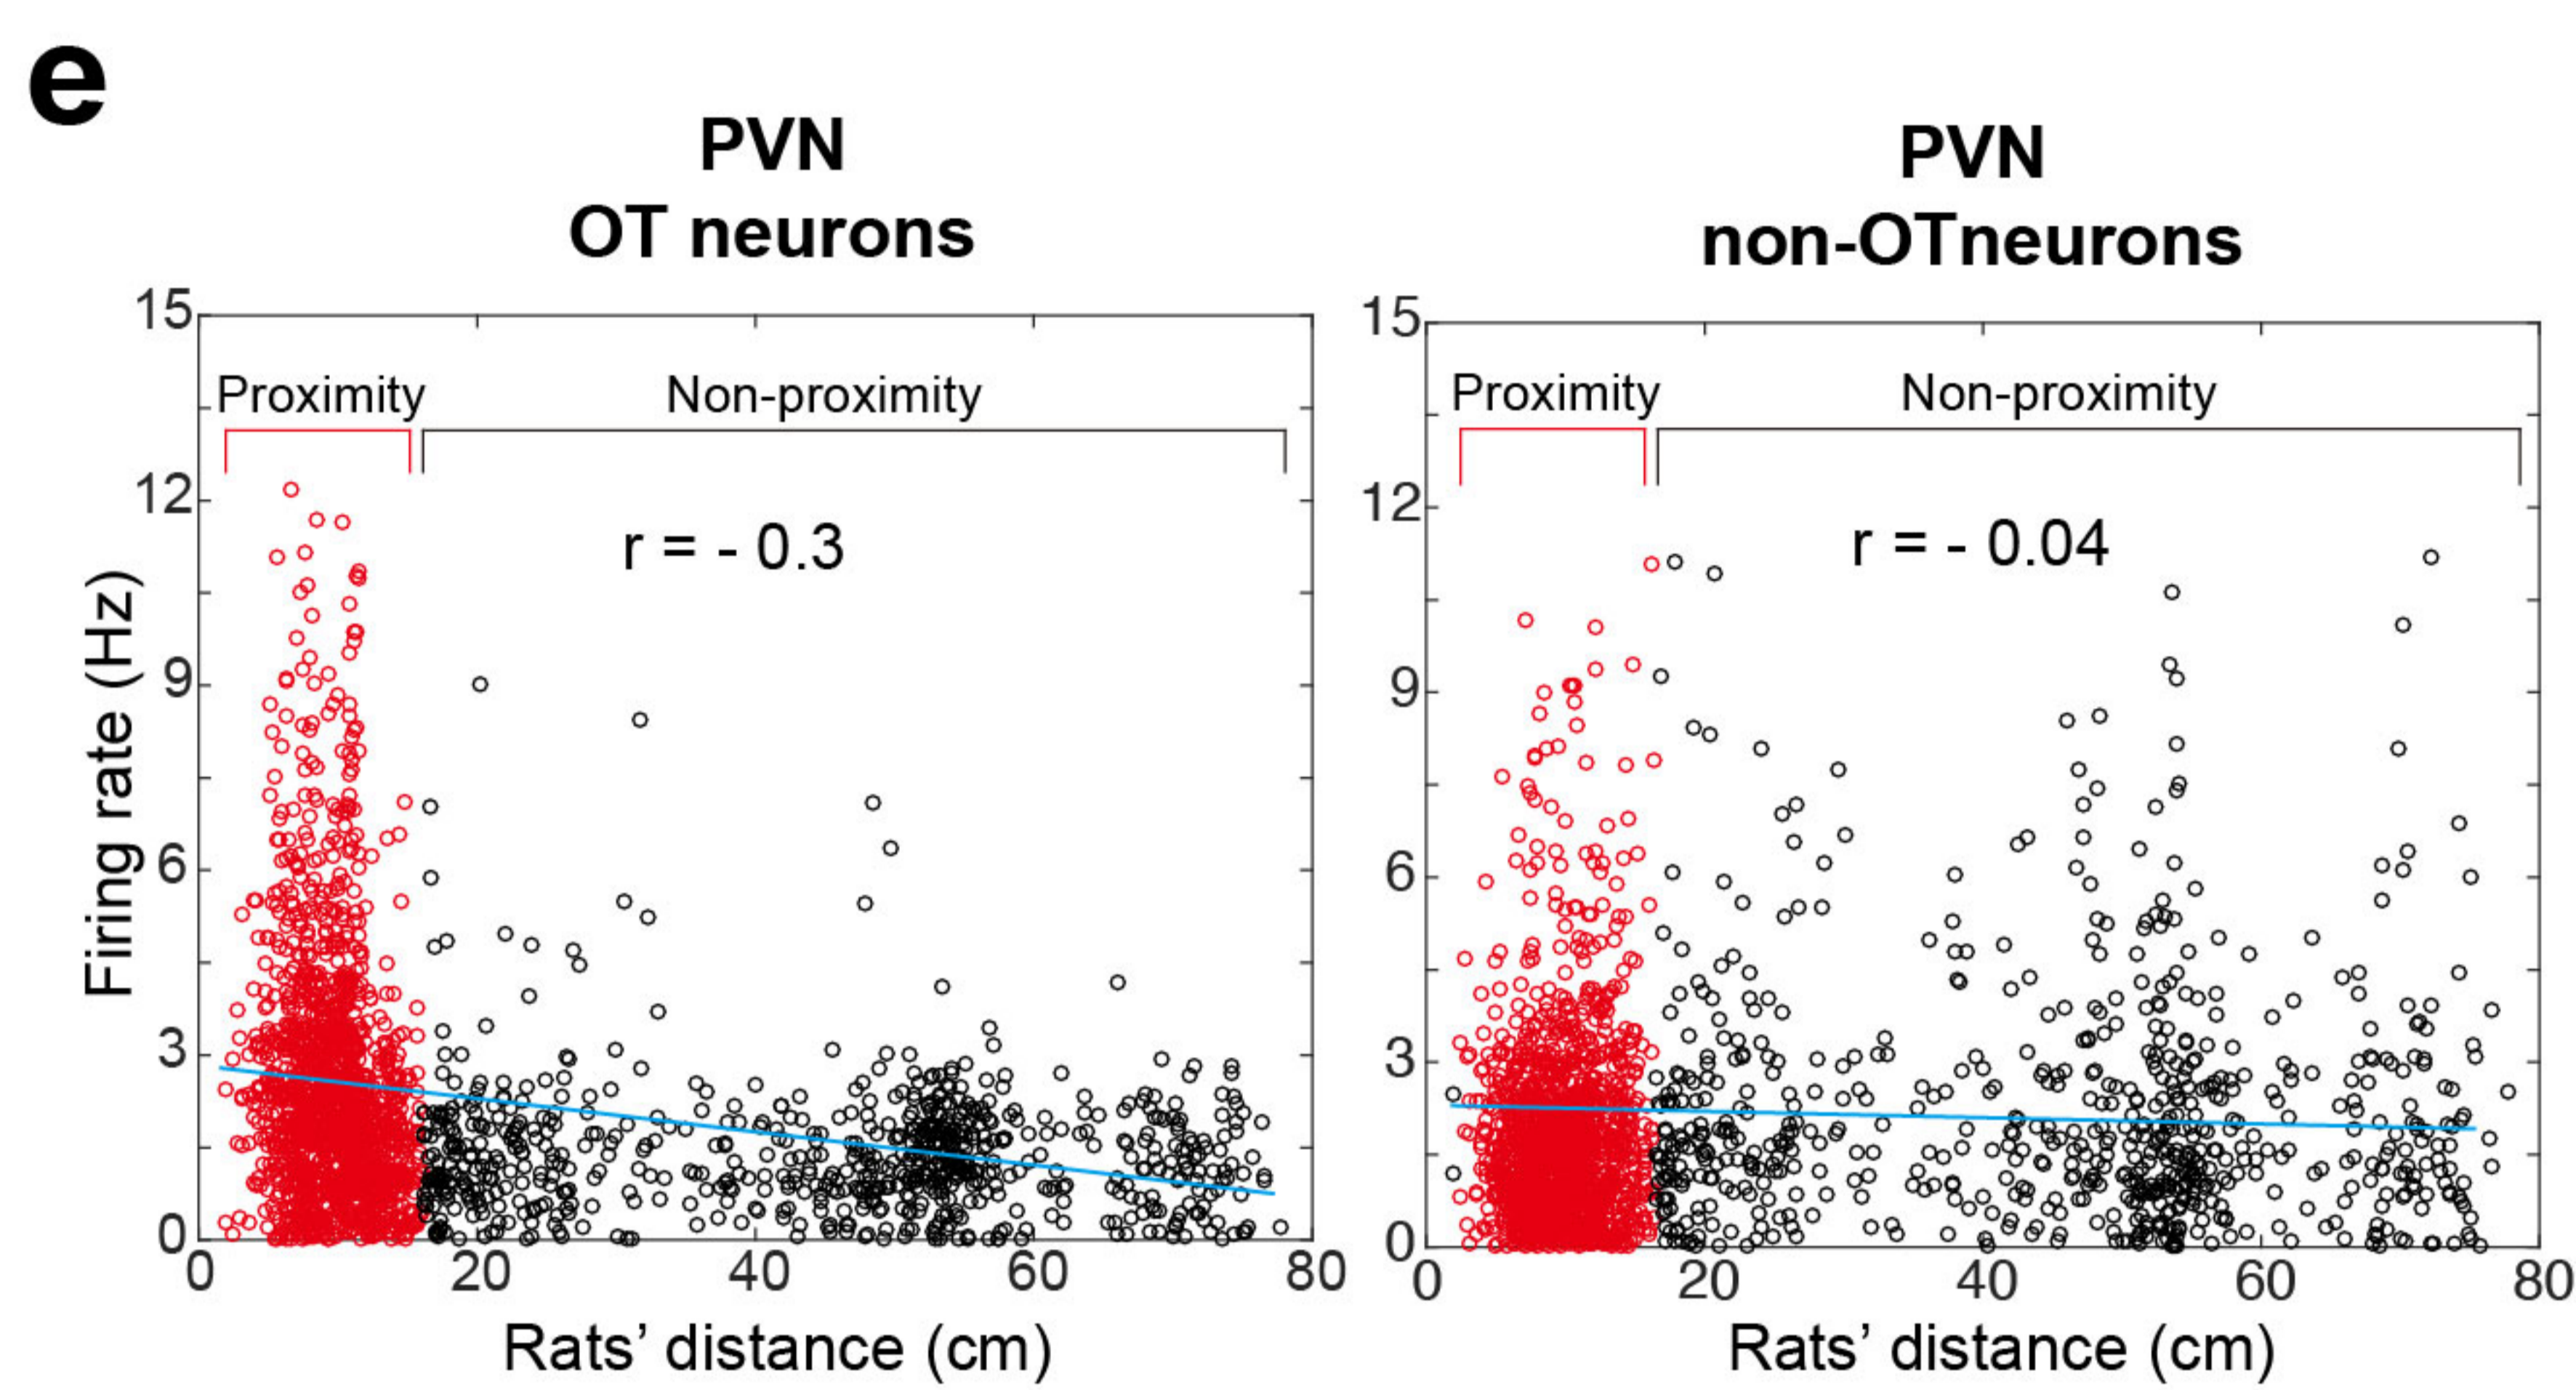 e
PVN
OT neurons
PVN
non-OTneurons
15
12
9
6
3
0
Firing rate (Hz)
Proximity
Non-proximity
r = - 0.3
0
20
40
60
80
Rats’ distance (cm)
15
12
9
6
3
0
Proximity
Non-proximity
r = - 0.04
0
20
40
60
80
Rats’ distance (cm)